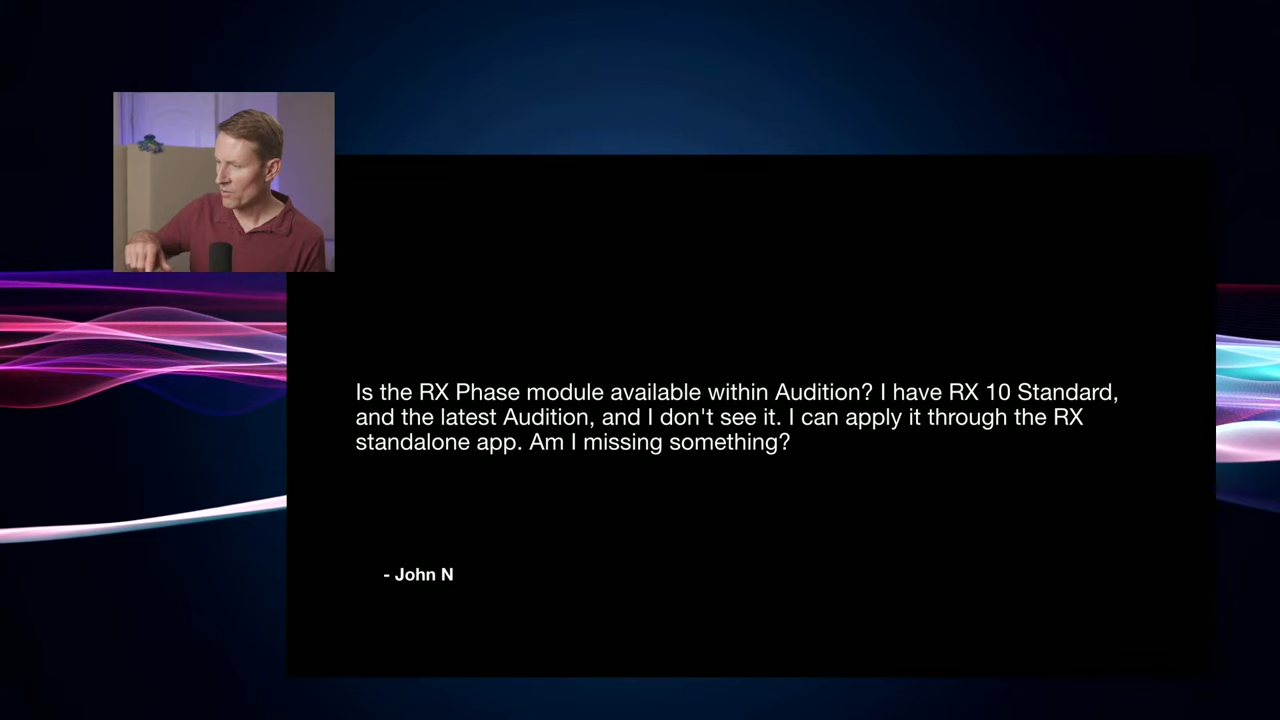 Is the RX Phase module available within Audition? I have RX 10 Standard,
and the latest Audition, and I don't see it. I can apply it through the RX
standalone app. Am I missing something?
- John N